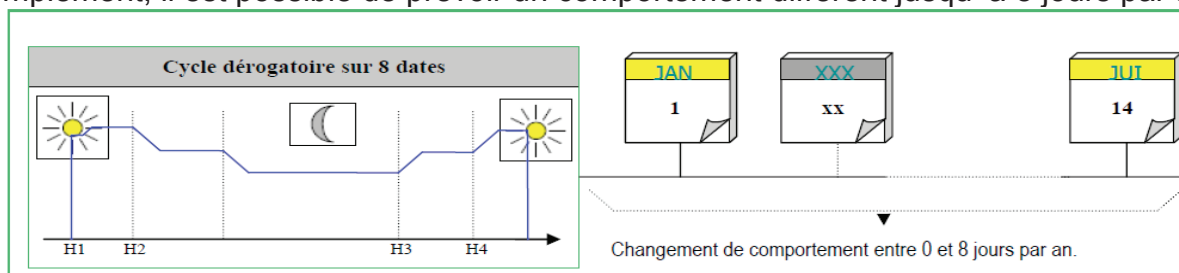 Cycle dérogatoire sur 8 dates
H1 H2 H3 H4
JAN
1
XXX
xx
JUI
14
Changement de comportement entre 0 et 8 jours par an.